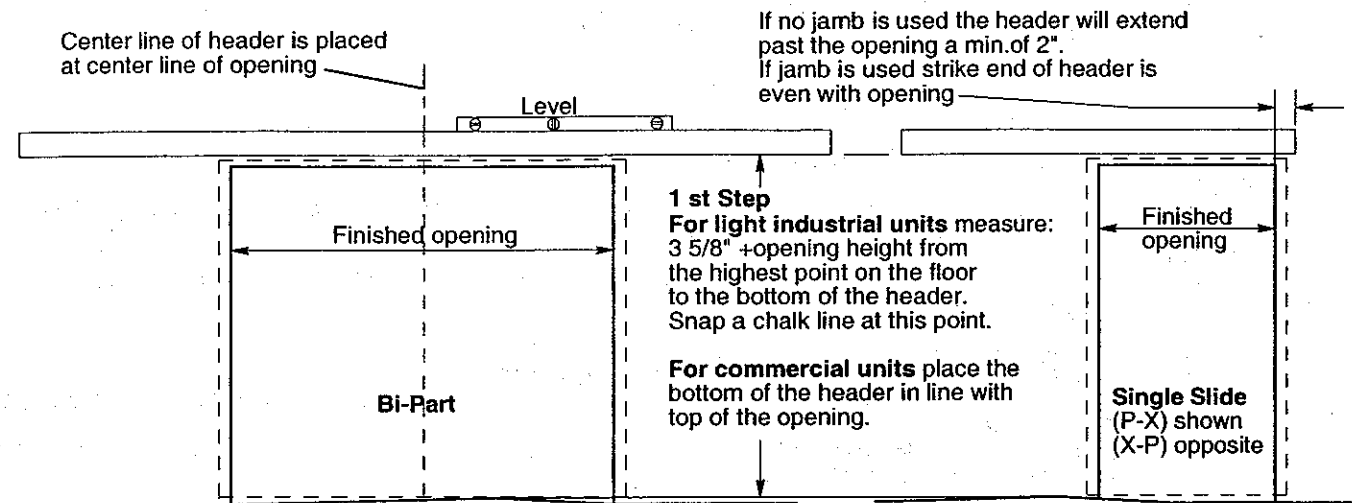 Center line of header is placed
at center line of opening
If no jamb is used the header will extend
past the opening a min.of 2".
If jamb is used strike end of header is
even with opening
Level
Finished opening
Bi-Part
1 st Step
For light industrial units measure:
3 5/8" +opening height from
the highest point on the floor
to the bottom of the header.
Snap a chalk line at this point.
For commercial units place the
bottom of the header in line with
top of the opening.
Finished
opening
Single Slide
(P-X) shown
(X-P) opposite